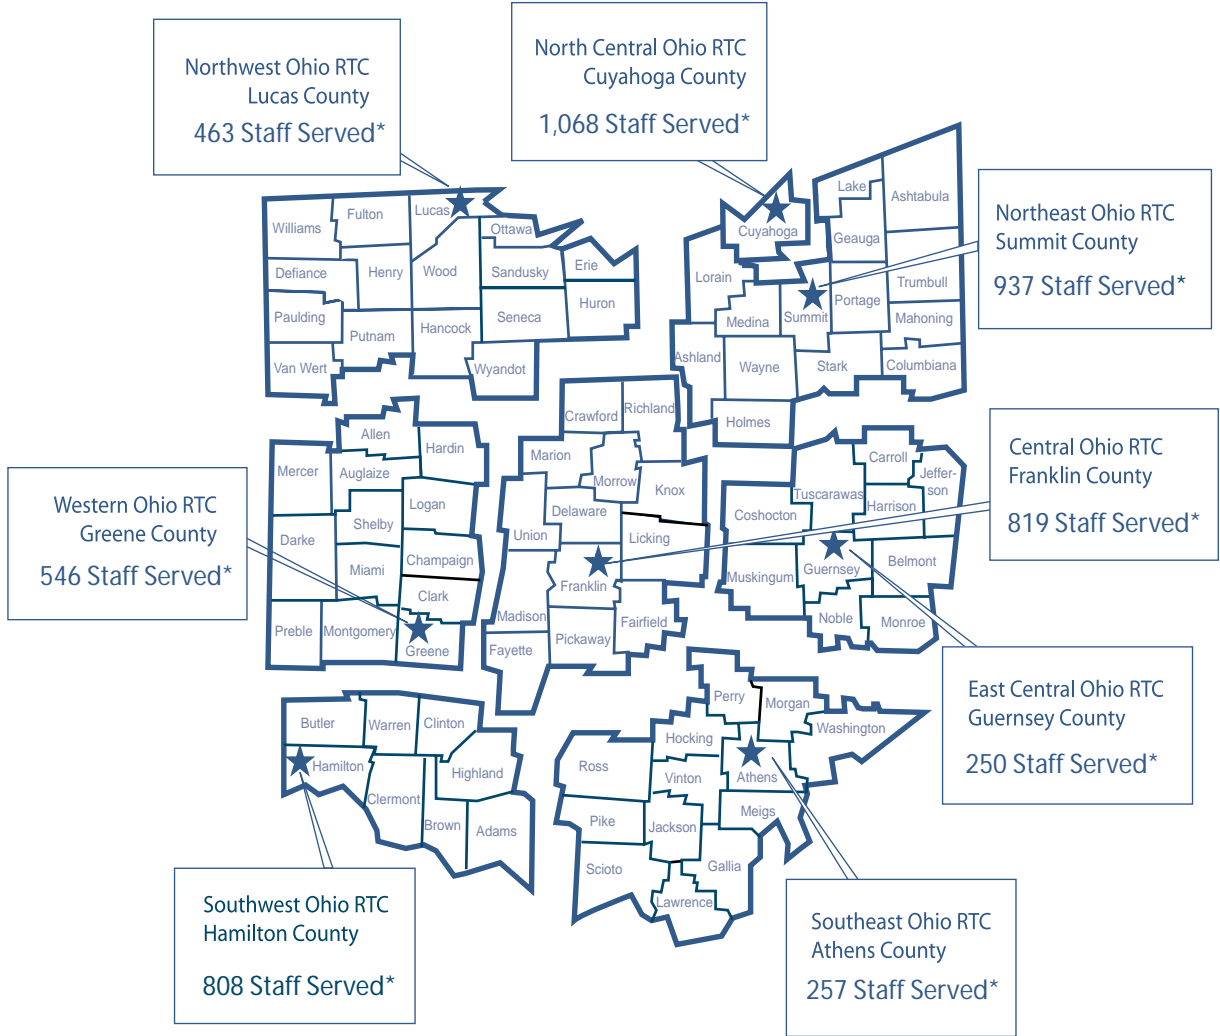 North Central Ohio RTC
Cuyahoga County
1,068 Staff Served*
Northwest Ohio RTC
Lucas County
463 Staff Served*
Northeast Ohio RTC
Summit County
937 Staff Served*
Central Ohio RTC
Franklin County
819 Staff Served*
Western Ohio RTC
Greene County
546 Staff Served*
East Central Ohio RTC
Guernsey County
250 Staff Served*
Southwest Ohio RTC
Hamilton County
808 Staff Served*
Southeast Ohio RTC
Athens County
257 Staff Served*
Williams
Fulton
Lucas
Ottawa
Defiance
Henry
Wood
Sandusky
Erie
Paulding
Putnam
Hancock
Seneca
Huron
Van Wert
Wyandot
Cuyahoga
Lake
Ashtabula
Geauga
Lorain
Medina
Summit
Portage
Trumbull
Mahoning
Ashland
Wayne
Stark
Columbiana
Holmes
Allen
Hardin
Mercer
Auglaize
Logan
Shelby
Darke
Champaign
Miami
Clark
Preble
Montgomery
Greene
Crawford
Richland
Marion
Morrow
Knox
Delaware
Union
Licking
Franklin
Madison
Fairfield
Pickaway
Fayette
Carroll
Jeffer-
son
Tuscarawas
Harrison
Coshocton
Muskingum
Guernsey
Belmont
Noble
Monroe
Butler
Warren
Clinton
Hamilton
Highland
Clermont
Brown
Adams
Perry
Morgan
Washington
Hocking
Ross
Vinton
Athens
Pike
Jackson
Meigs
Scioto
Gallia
Lawrence